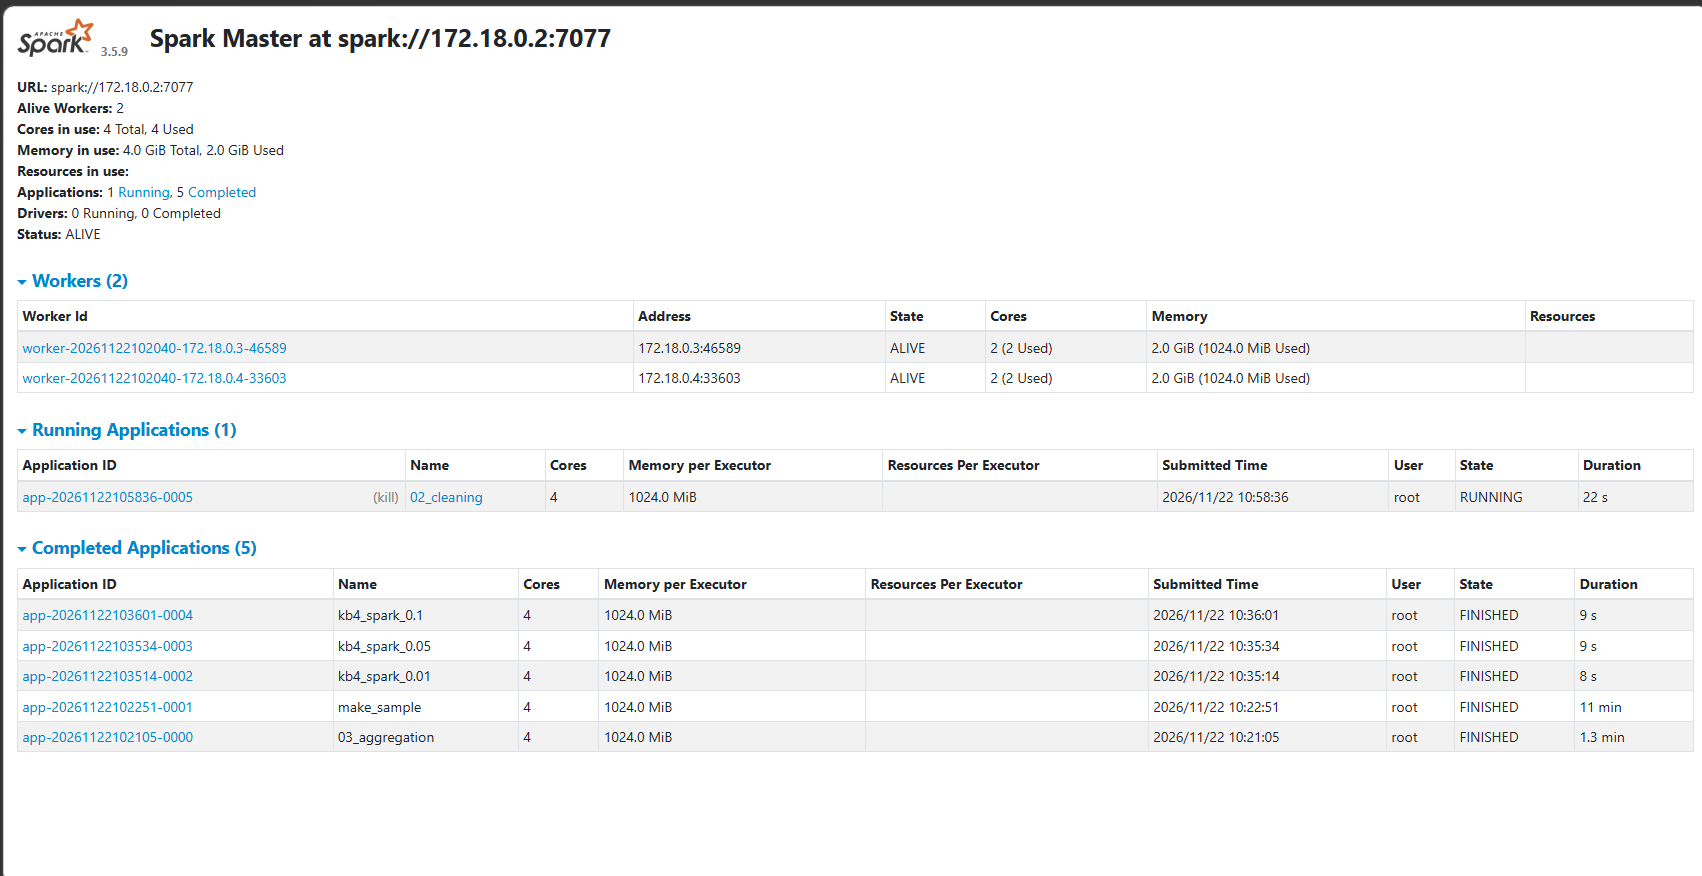 APACHE Spark 3.5.9 Spark Master at spark://172.18.0.2:7077
URL: spark://172.18.0.2:7077
Alive Workers: 2
Cores in use: 4 Total, 4 Used
Memory in use: 4.0 GiB Total, 2.0 GiB Used
Resources in use:
Applications: 1 Running, 5 Completed
Drivers: 0 Running, 0 Completed
Status: ALIVE
Workers (2)
Worker Id Address State Cores Memory Resources
worker-20261122102040-172.18.0.3-46589 172.18.0.3:46589 ALIVE 2 (2 Used) 2.0 GiB (1024.0 MiB Used)
worker-20261122102040-172.18.0.4-33603 172.18.0.4:33603 ALIVE 2 (2 Used) 2.0 GiB (1024.0 MiB Used)
Running Applications (1)
Application ID Name Cores Memory per Executor Resources Per Executor Submitted Time User State Duration
app-20261122105836-0005 (kill) 02_cleaning 4 1024.0 MiB 2026/11/22 10:58:36 root RUNNING 22 s
Completed Applications (5)
Application ID Name Cores Memory per Executor Resources Per Executor Submitted Time User State Duration
app-20261122103601-0004 kb4_spark_0.1 4 1024.0 MiB 2026/11/22 10:36:01 root FINISHED 9 s
app-20261122103534-0003 kb4_spark_0.05 4 1024.0 MiB 2026/11/22 10:35:34 root FINISHED 9 s
app-20261122103514-0002 kb4_spark_0.01 4 1024.0 MiB 2026/11/22 10:35:14 root FINISHED 8 s
app-20261122102251-0001 make_sample 4 1024.0 MiB 2026/11/22 10:22:51 root FINISHED 11 min
app-20261122102105-0000 03_aggregation 4 1024.0 MiB 2026/11/22 10:21:05 root FINISHED 1.3 min